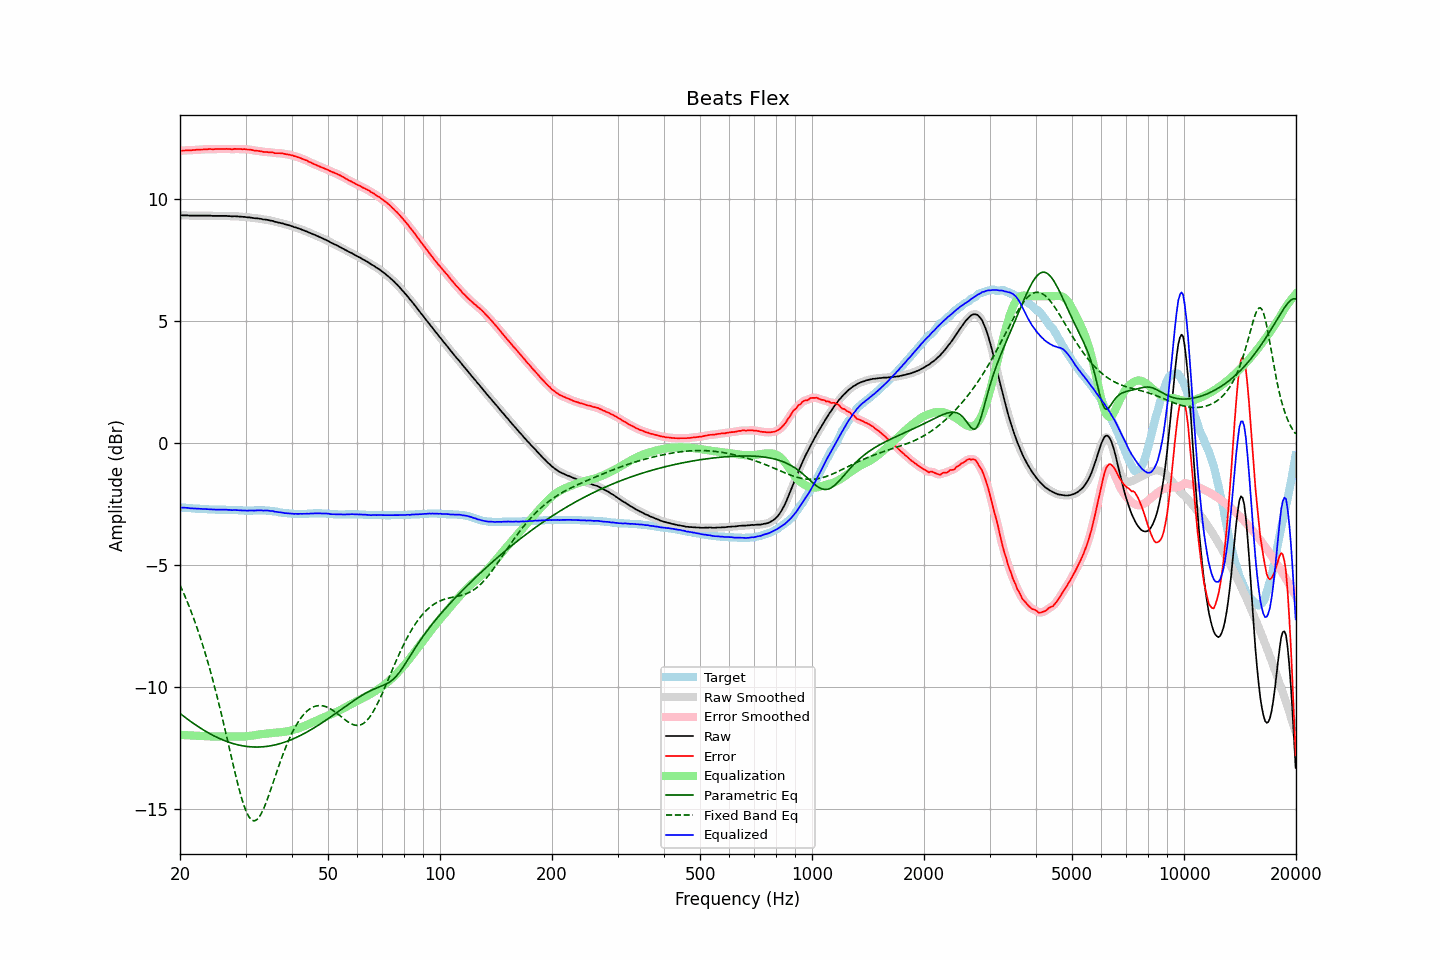 Beats Flex
Amplitude (dBr)
10
5
0
−5
−10
−15
Target
Raw Smoothed
Error Smoothed
Raw
Error
Equalization
Parametric Eq
Fixed Band Eq
Equalized
20 50 100 200 500 1000 2000 5000 10000 20000
Frequency (Hz)